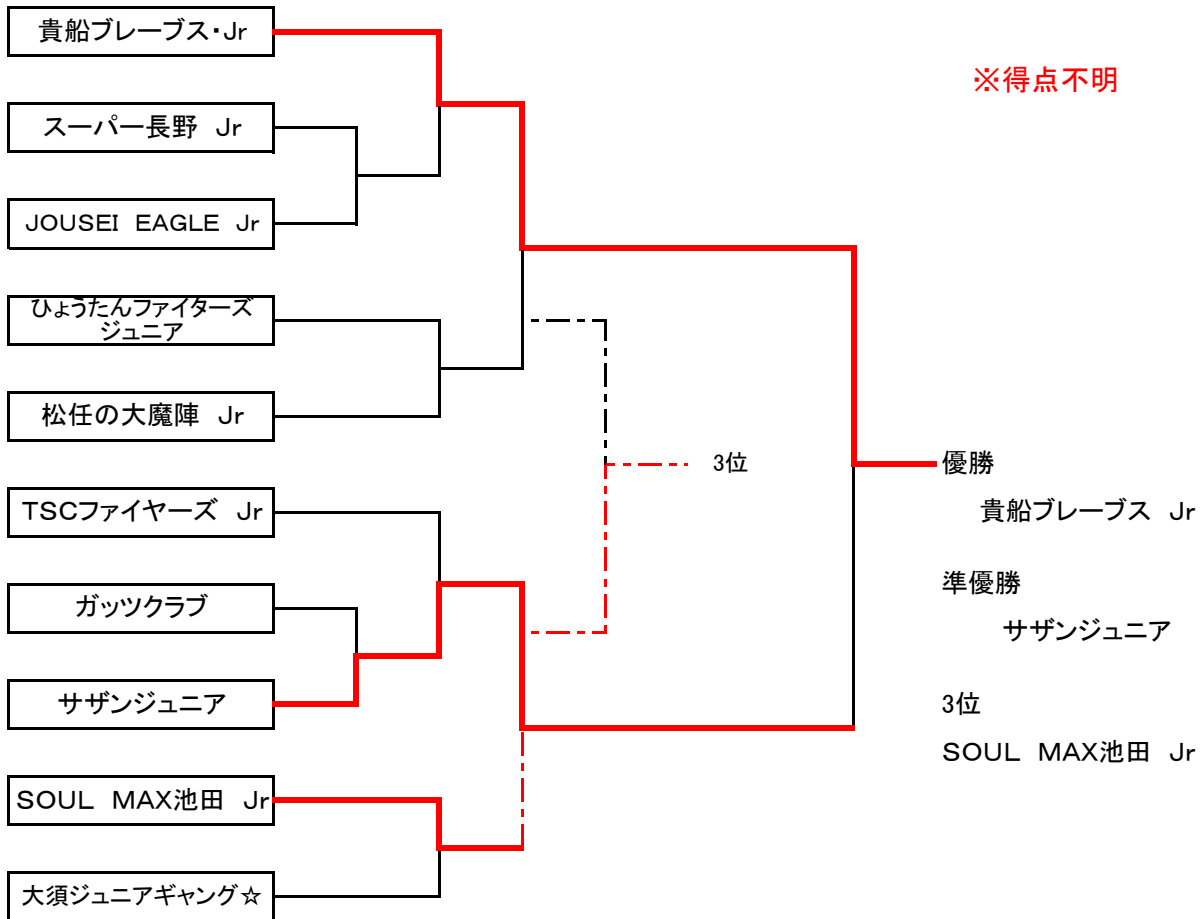 貴船ブレーブス・Jr
※得点不明
スーパー長野　Jr
JOUSEI　EAGLE　Jr
ひょうたんファイターズ
ジュニア
松任の大魔陣　Jr
3位
優勝
TSCファイヤーズ　Jr
貴船ブレーブス　Jr
ガッツクラブ
準優勝
サザンジュニア
サザンジュニア
3位
SOUL　MAX池田　Jr
SOUL　MAX池田　Jr
大須ジュニアギャング☆